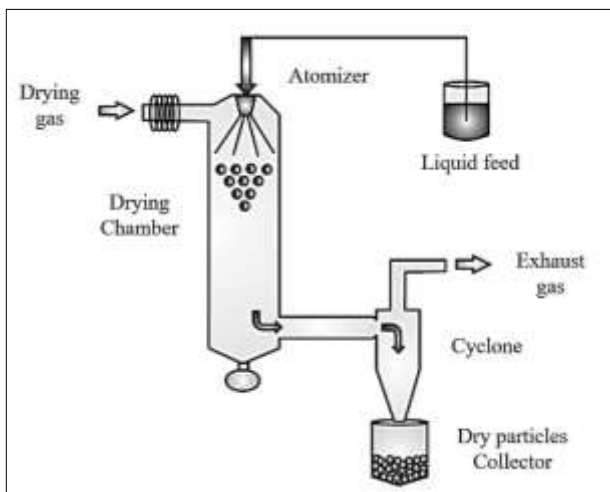 Atomizer
Drying
gas
Liquid feed
Drying
Chamber
Exhaust
gas
Cyclone
Dry particles
Collector